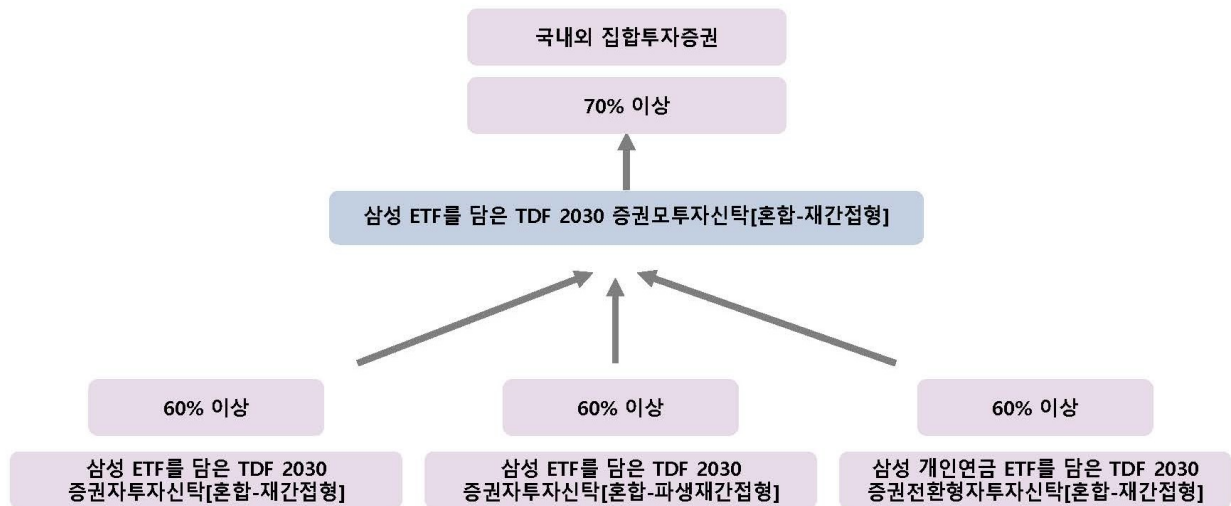 국내외 집합투자증권
70% 이상
삼성 ETF를 담은 TDF 2030 증권모투자신탁[혼합-재간접형]
60% 이상
60% 이상
60% 이상
삼성 ETF를 담은 TDF 2030
증권자투자신탁[혼합-재간접형]
삼성 ETF를 담은 TDF 2030
증권자투자신탁[혼합-파생재간접형]
삼성 개인연금 ETF를 담은 TDF 2030
증권전환형자투자신탁[혼합-재간접형]